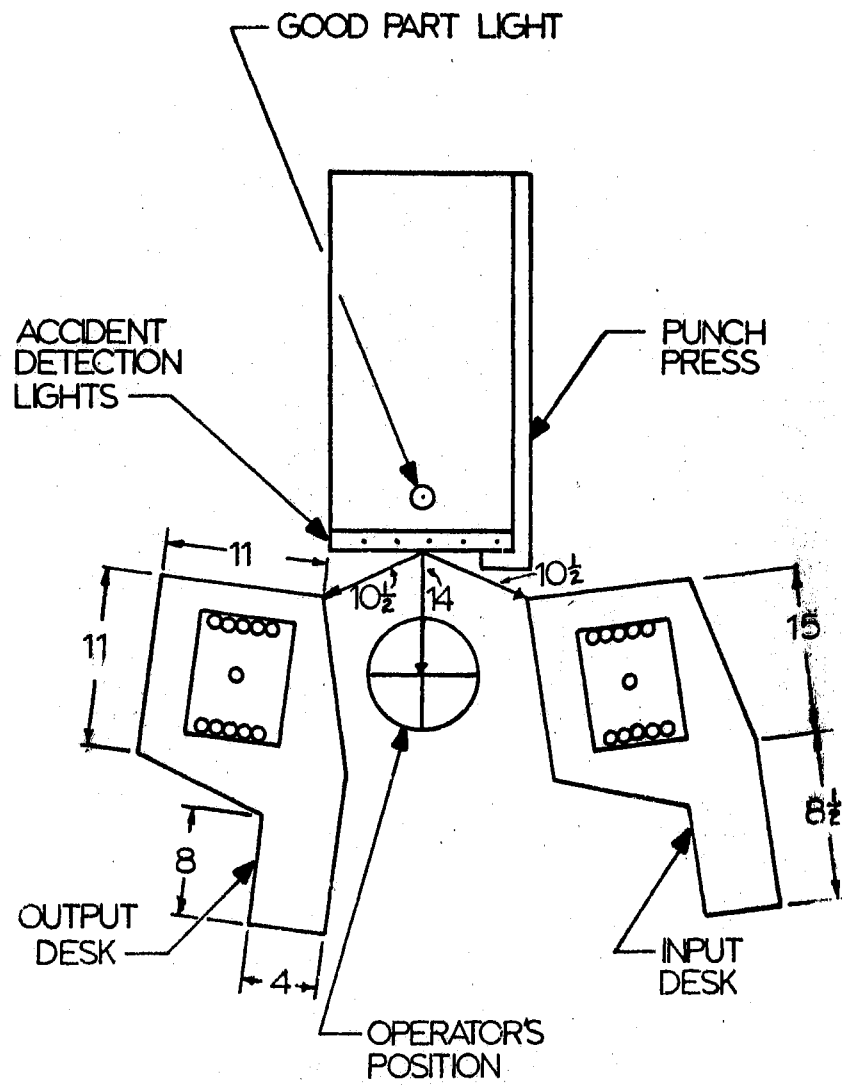 GOOD PART LIGHT
ACCIDENT
DETECTION
LIGHTS
PUNCH
PRESS
11
10½
14
10½
11
15
8
8½
4
OUTPUT
DESK
INPUT
DESK
OPERATOR'S
POSITION